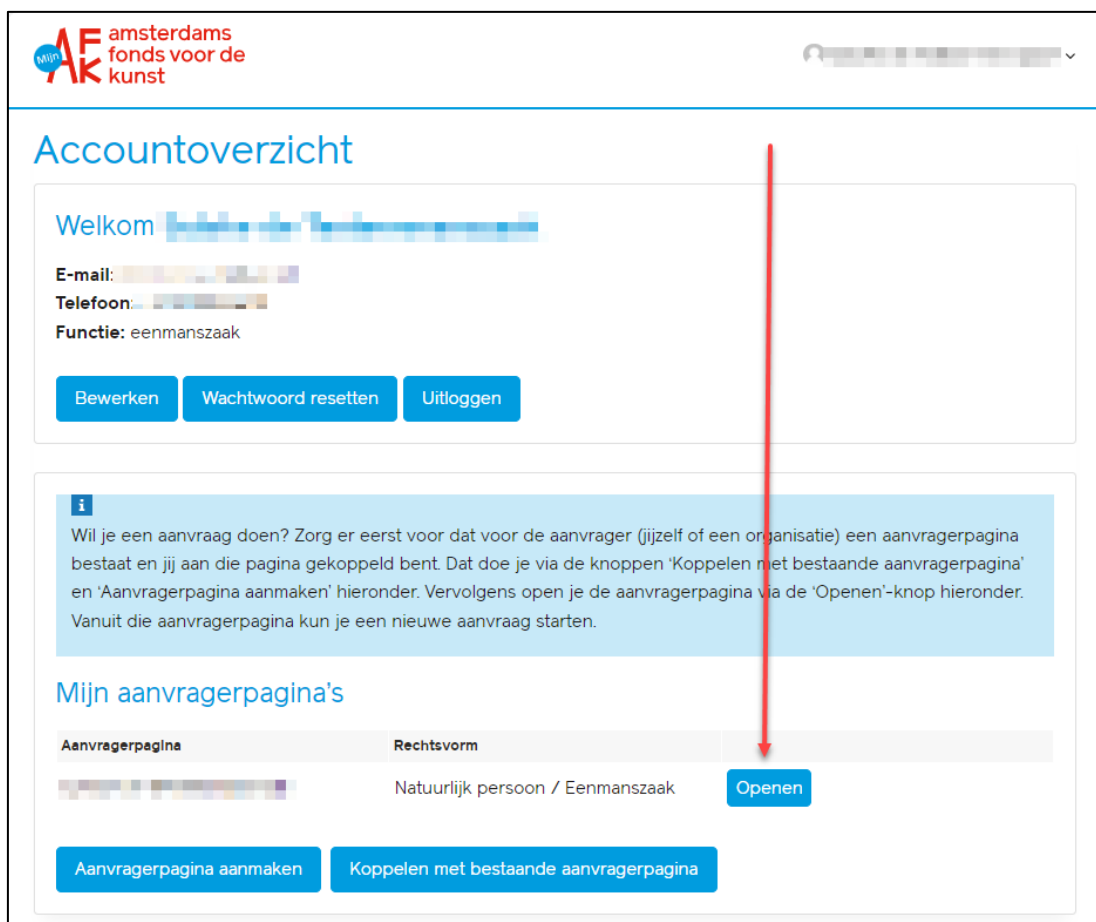 Mijn
AFK
amsterdams
fonds voor de
kunst
Accountoverzicht
Welkom
E-mail:
Telefoon:
Functie: eenmanszaak
Bewerken Wachtwoord resetten Uitloggen
i
Wil je een aanvraag doen? Zorg er eerst voor dat voor de aanvrager (jijzelf of een organisatie) een aanvragerpagina
bestaat en jij aan die pagina gekoppeld bent. Dat doe je via de knoppen ‘Koppelen met bestaande aanvragerpagina’
en ‘Aanvragerpagina aanmaken’ hieronder. Vervolgens open je de aanvragerpagina via de ‘Openen’-knop hieronder.
Vanuit die aanvragerpagina kun je een nieuwe aanvraag starten.
Mijn aanvragerpagina's
Aanvragerpagina Rechtsvorm
Natuurlijk persoon / Eenmanszaak Openen
Aanvragerpagina aanmaken Koppelen met bestaande aanvragerpagina